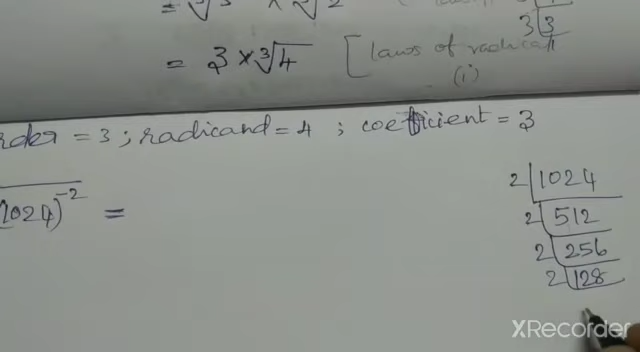 = 3 × ∛4 [laws of radicals
(i)
3|3
rder = 3 ; radicand = 4 ; coefficient = 3
1024)⁻² =
2|1024
2|512
2|256
2|128
XRecorder